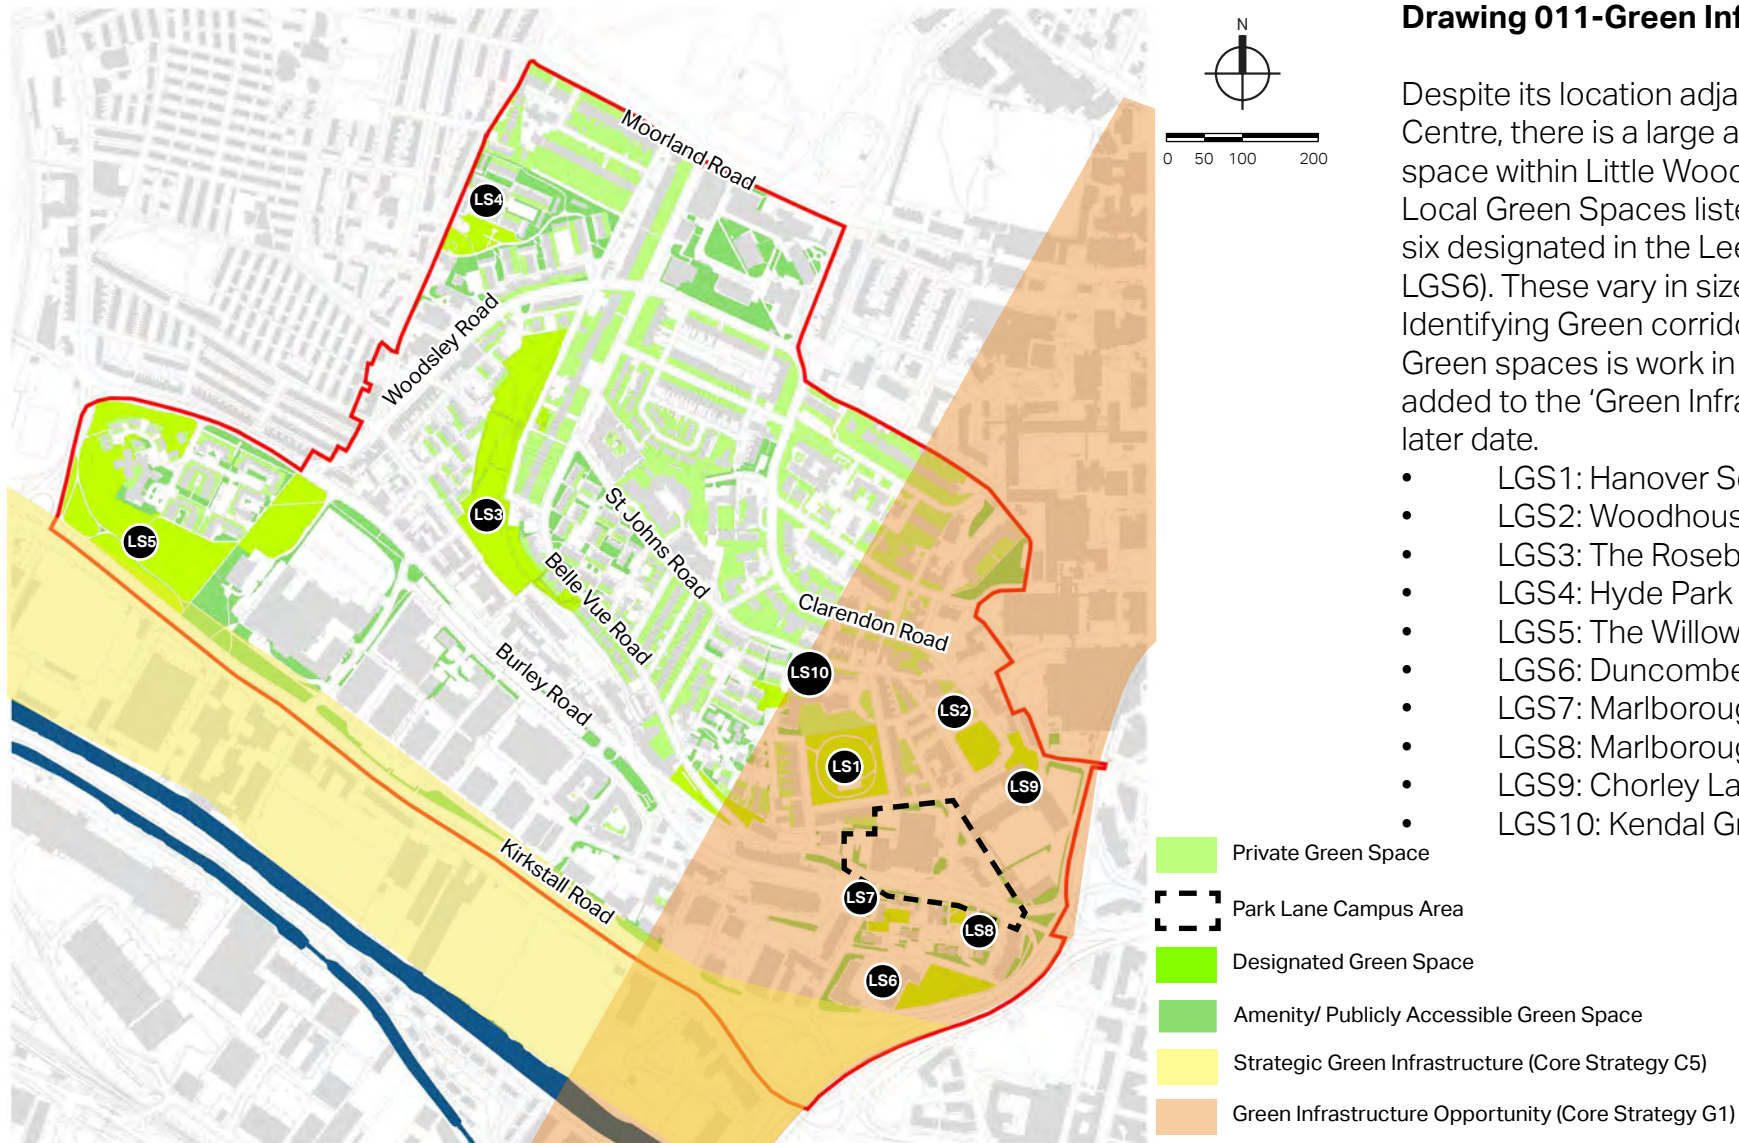 Drawing 011-Green Inf
Despite its location adja
Centre, there is a large a
space within Little Wood
Local Green Spaces liste
six designated in the Lee
LGS6). These vary in size
Identifying Green corrido
Green spaces is work in
added to the ‘Green Infra
later date.
• LGS1: Hanover S
• LGS2: Woodhous
• LGS3: The Roseb
• LGS4: Hyde Park
• LGS5: The Willow
• LGS6: Duncombe
• LGS7: Marlboroug
• LGS8: Marlboroug
• LGS9: Chorley La
• LGS10: Kendal Gr
N
0 50 100 200
Moorland Road
LS4
Woodsley Road
LS3
LS5
St Johns Road
Belle Vue Road
Clarendon Road
Burley Road
LS10
LS2
LS1
LS9
Kirkstall Road
LS7
LS8
LS6
Private Green Space
Park Lane Campus Area
Designated Green Space
Amenity/ Publicly Accessible Green Space
Strategic Green Infrastructure (Core Strategy C5)
Green Infrastructure Opportunity (Core Strategy G1)